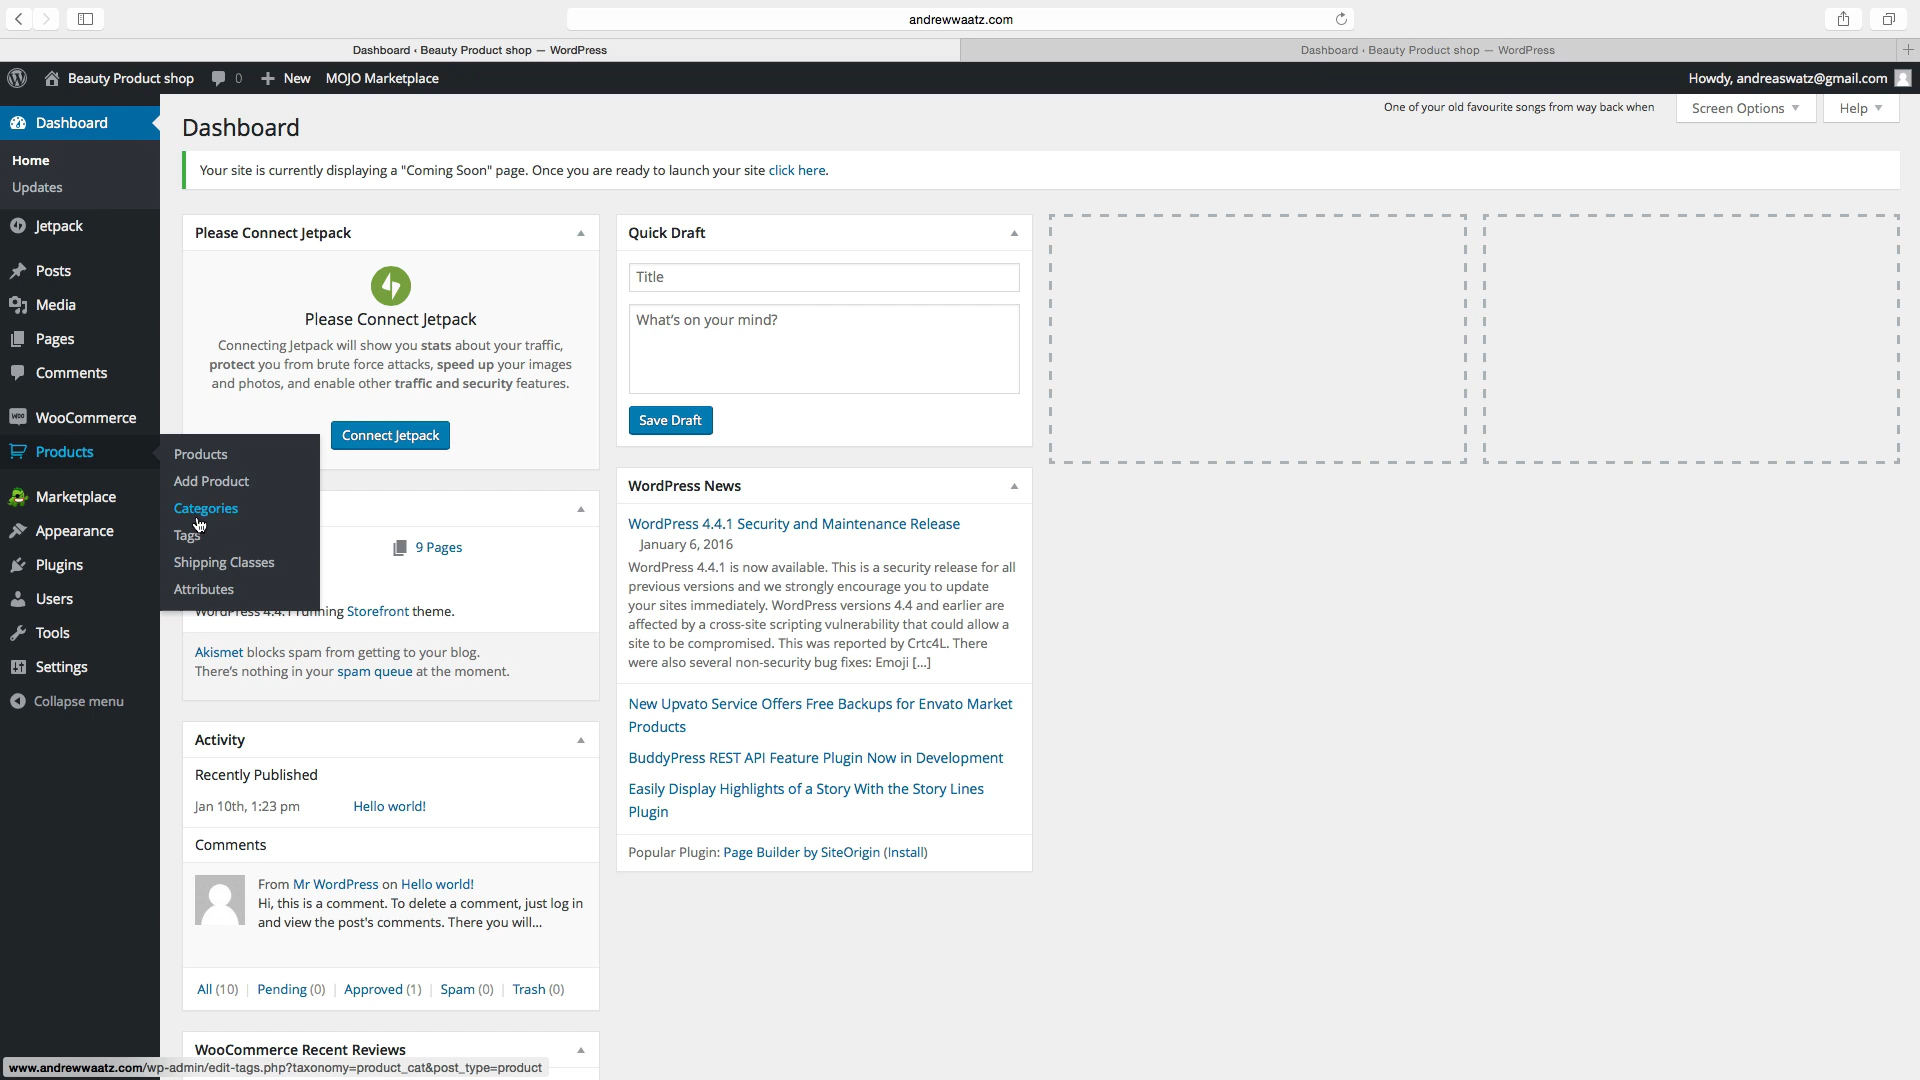 andrewwaatz.com
Dashboard ‹ Beauty Product shop — WordPress
Dashboard ‹ Beauty Product shop — WordPress
Beauty Product shop
0
New
MOJO Marketplace
Howdy, andreaswatz@gmail.com
Dashboard
Home
Updates
Jetpack
Posts
Media
Pages
Comments
WooCommerce
Products
Marketplace
Appearance
Plugins
Users
Tools
Settings
Collapse menu
Products
Add Product
Categories
Tags
Shipping Classes
Attributes
One of your old favourite songs from way back when
Screen Options
Help
Dashboard
Your site is currently displaying a "Coming Soon" page. Once you are ready to launch your site click here.
Please Connect Jetpack
Please Connect Jetpack
Connecting Jetpack will show you stats about your traffic,
protect you from brute force attacks, speed up your images
and photos, and enable other traffic and security features.
Connect Jetpack
9 Pages
WordPress 4.4.1 running Storefront theme.
Akismet blocks spam from getting to your blog.
There's nothing in your spam queue at the moment.
Activity
Recently Published
Jan 10th, 1:23 pm
Hello world!
Comments
From Mr WordPress on Hello world!
Hi, this is a comment. To delete a comment, just log in
and view the post's comments. There you will...
All (10) | Pending (0) | Approved (1) | Spam (0) | Trash (0)
WooCommerce Recent Reviews
Quick Draft
Title
What's on your mind?
Save Draft
WordPress News
WordPress 4.4.1 Security and Maintenance Release
January 6, 2016
WordPress 4.4.1 is now available. This is a security release for all
previous versions and we strongly encourage you to update
your sites immediately. WordPress versions 4.4 and earlier are
affected by a cross-site scripting vulnerability that could allow a
site to be compromised. This was reported by Crtc4L. There
were also several non-security bug fixes: Emoji [...]
New Upvato Service Offers Free Backups for Envato Market
Products
BuddyPress REST API Feature Plugin Now in Development
Easily Display Highlights of a Story With the Story Lines
Plugin
Popular Plugin: Page Builder by SiteOrigin (Install)
www.andrewwaatz.com/wp-admin/edit-tags.php?taxonomy=product_cat&post_type=product